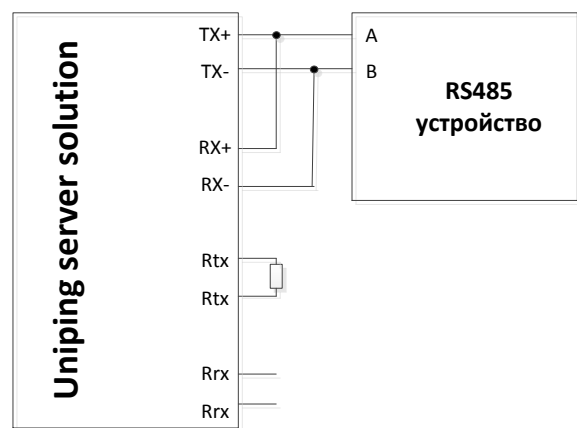 Uniping server solution
TX+
TX-
RX+
RX-
Rtx
Rtx
Rrx
Rrx
A
B
RS485
устройство